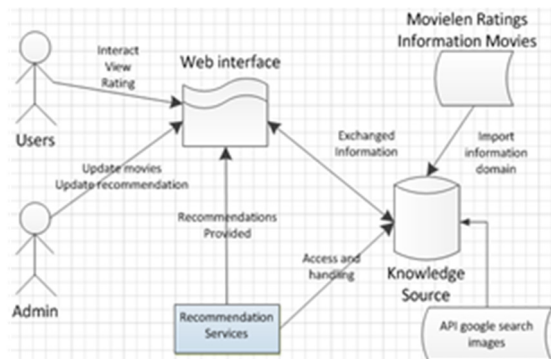 Movielen Ratings
Information Movies
Interact
View
Rating
Web interface
Users
Exchanged
Information
Import
information
domain
Update movies
Update recommendation
Recommendations
Provided
Access and
handling
Knowledge
Source
Admin
Recommendation
Services
API google search
images